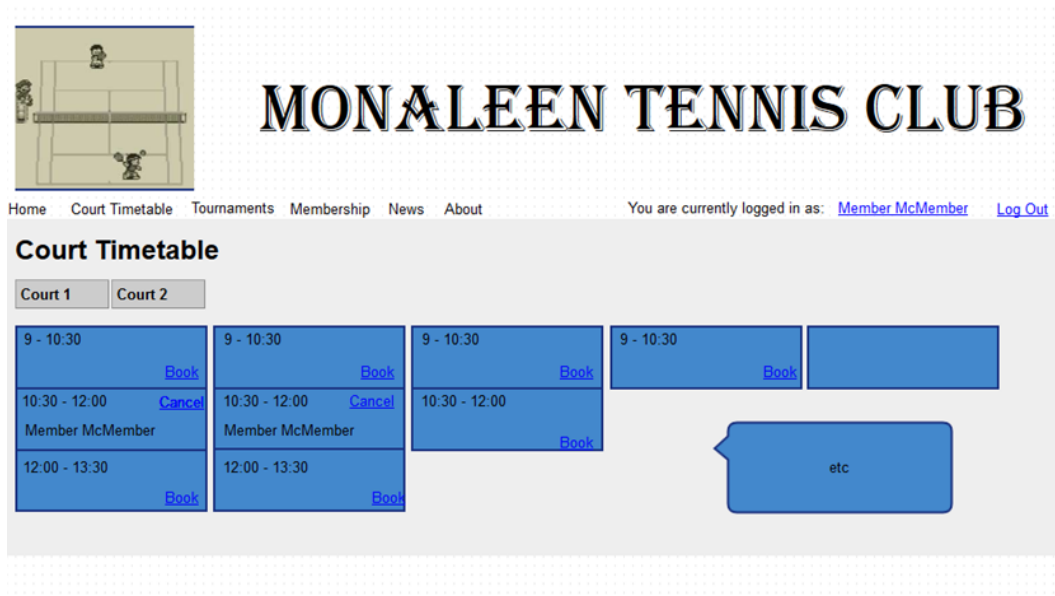 MONALEEN TENNIS CLUB
Home Court Timetable Tournaments Membership News About You are currently logged in as: Member McMember Log Out
Court Timetable
Court 1 Court 2
9 - 10:30 9 - 10:30 9 - 10:30 9 - 10:30
Book Book Book Book
10:30 - 12:00 Cancel 10:30 - 12:00 Cancel 10:30 - 12:00
Member McMember Member McMember
Book
12:00 - 13:30 12:00 - 13:30
etc
Book Book